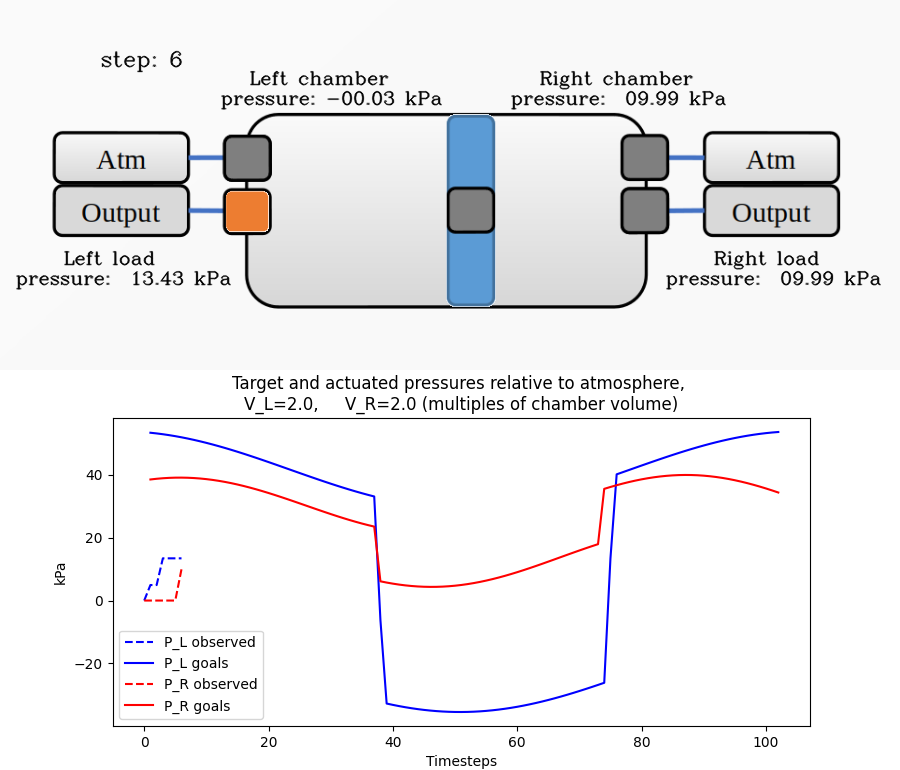 step: 6
Left chamber
pressure: −00.03 kPa
Right chamber
pressure: 09.99 kPa
Atm
Output
Left load
pressure: 13.43 kPa
Atm
Output
Right load
pressure: 09.99 kPa
Target and actuated pressures relative to atmosphere,
V_L=2.0, V_R=2.0 (multiples of chamber volume)
kPa
40
20
0
−20
P_L observed
P_L goals
P_R observed
P_R goals
0 20 40 60 80 100
Timesteps